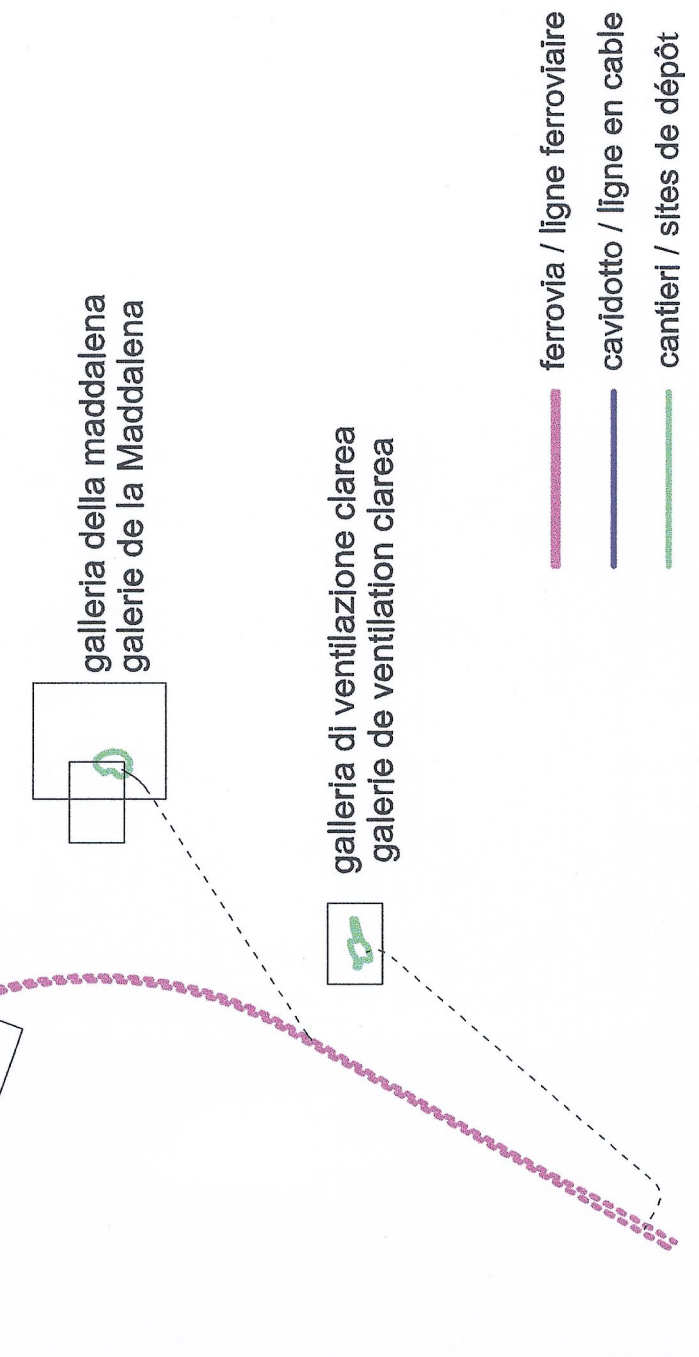 galleria della maddalena
galerie de la Maddalena
galleria di ventilazione clarea
galerie de ventilation clarea
ferrovia / ligne ferroviaire
cavidotto / ligne en cable
cantieri / sites de dépôt